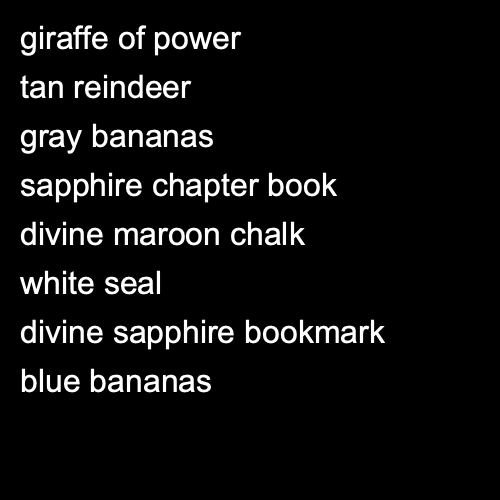 giraffe of power
tan reindeer
gray bananas
sapphire chapter book
divine maroon chalk
white seal
divine sapphire bookmark
blue bananas